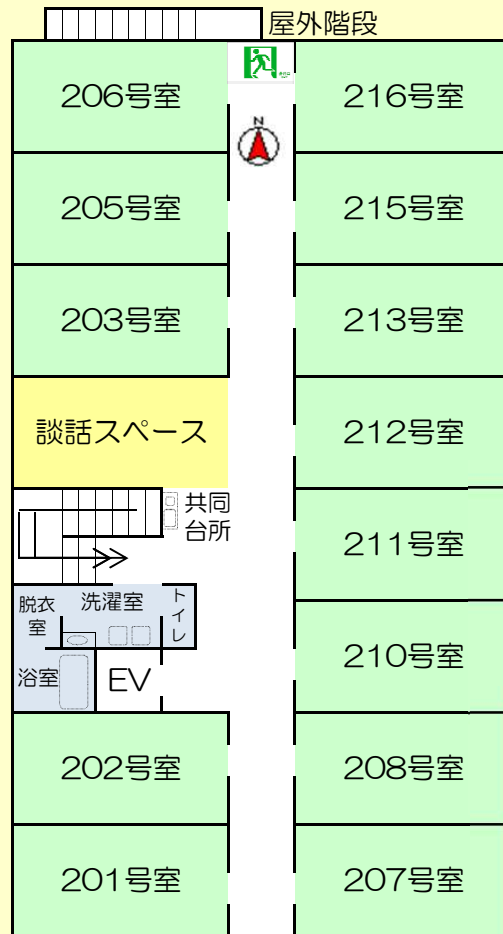 屋外階段
206号室
216号室
N
205号室
215号室
203号室
213号室
談話スペース
212号室
共同
台所
211号室
脱衣
室
洗濯室
トイレ
210号室
浴室
EV
202号室
208号室
201号室
207号室